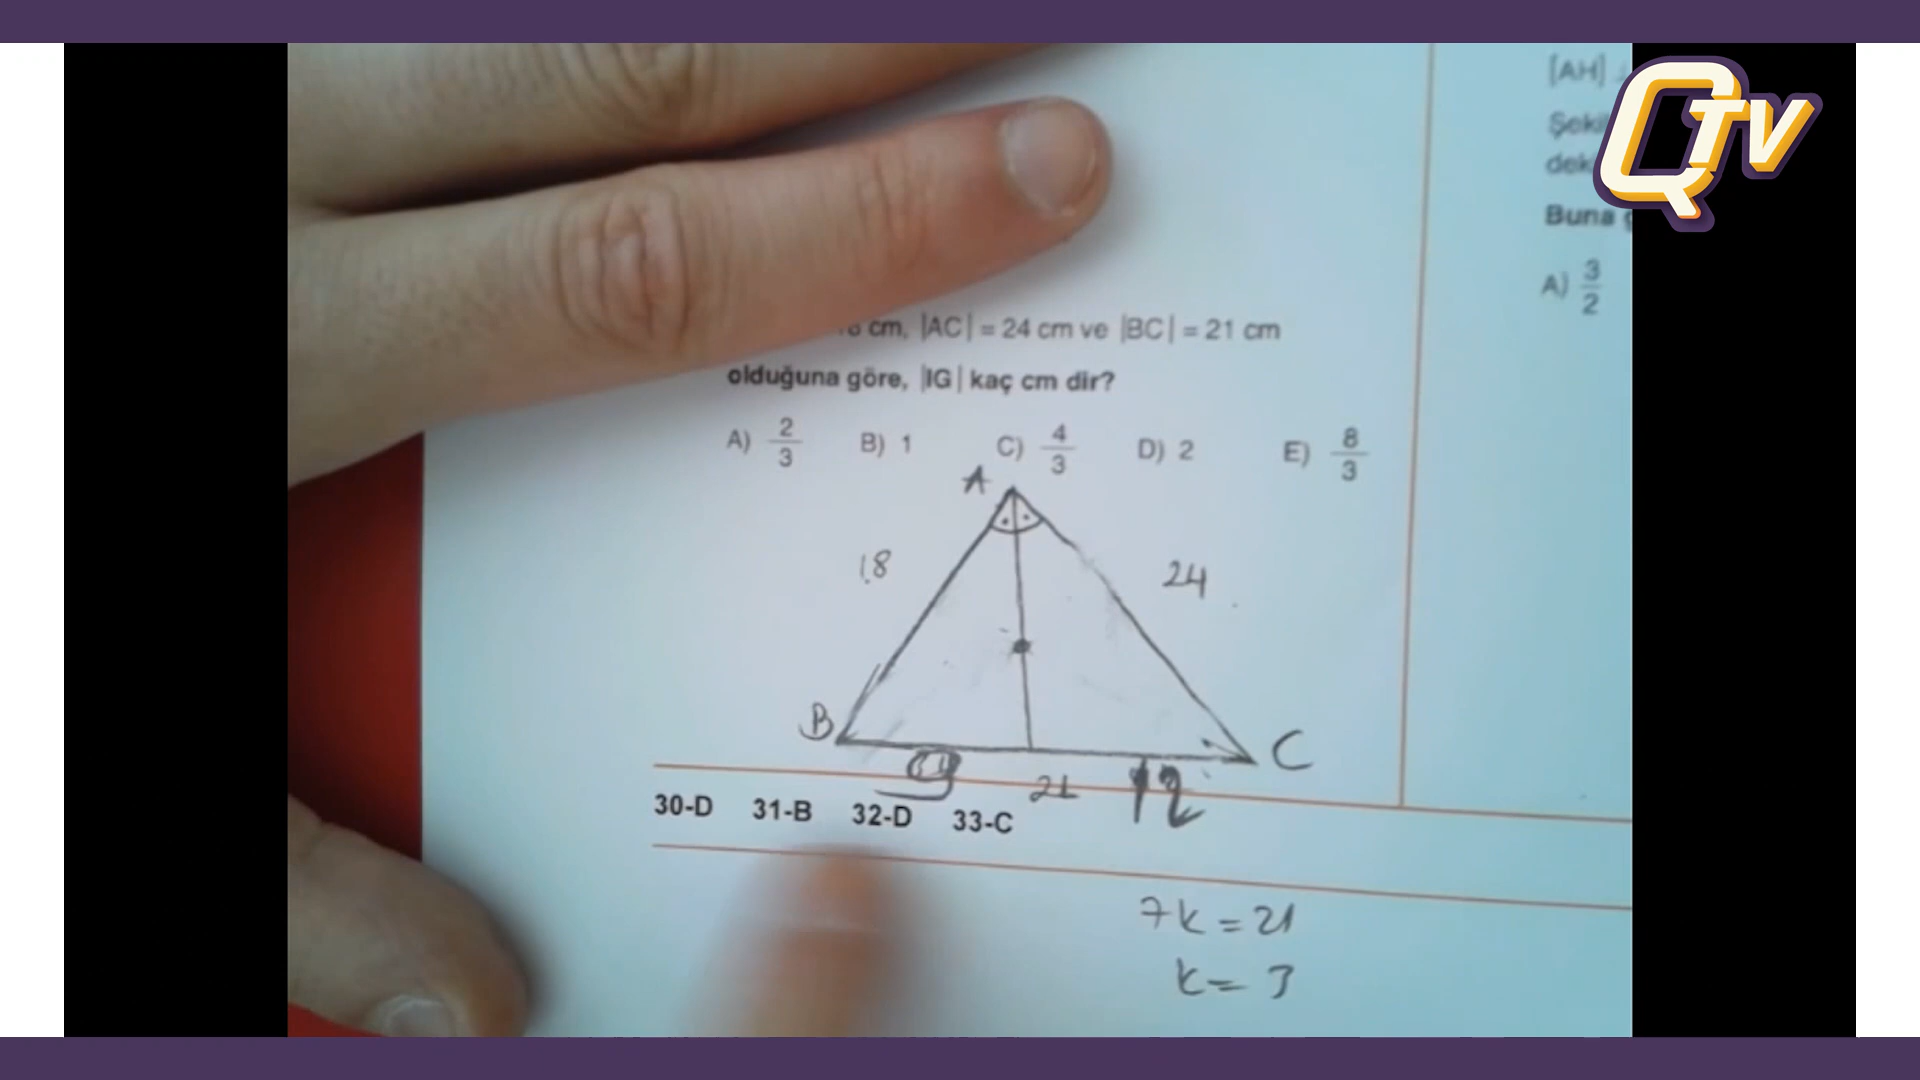 QTV
[AH]
Buna
A) 3/2
cm, |AC| = 24 cm ve |BC| = 21 cm
olduğuna göre, |IG| kaç cm dir?
A) 2/3 B) 1 C) 4/3 D) 2 E) 8/3
A
18
24
B
C
9
21
12
30-D 31-B 32-D 33-C
7k = 21
k = 3